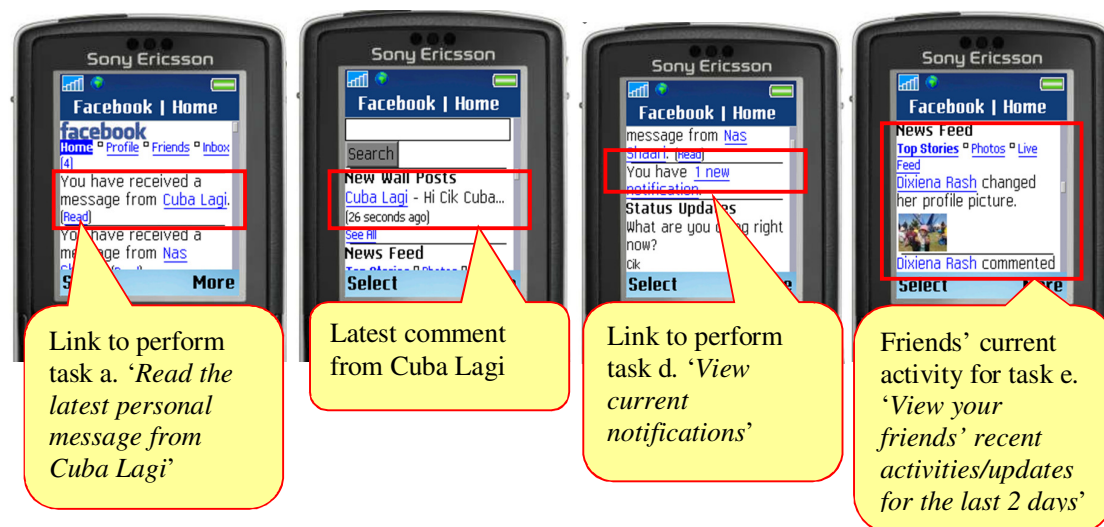 Sony Ericsson
Facebook | Home
facebook
Home Profile Friends Inbox
(4)
You have received a
message from Cuba Lagi.
(Read)
You have received a
message from Nas
More
Link to perform
task a. ‘Read the
latest personal
message from
Cuba Lagi’
Sony Ericsson
Facebook | Home
Search
New Wall Posts
Cuba Lagi - Hi Cik Cuba...
(26 seconds ago)
See All
News Feed
Select
Latest comment
from Cuba Lagi
Sony Ericsson
Facebook | Home
message from Nas
Shaari. (Read)
You have 1 new
notification.
Status Updates
What are you doing right
now?
Cik
Select
Link to perform
task d. ‘View
current
notifications’
Sony Ericsson
Facebook | Home
News Feed
Top Stories Photos Live
Feed
Dixiena Rash changed
her profile picture.
Dixiena Rash commented
Select
Friends’ current
activity for task e.
‘View your
friends’ recent
activities/updates
for the last 2 days’